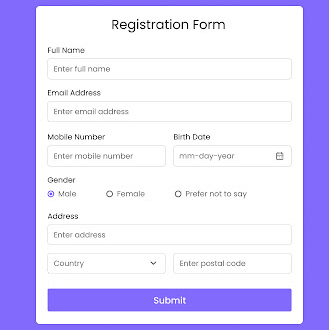 Registration Form
Full Name
Enter full name
Email Address
Enter email address
Mobile Number Birth Date
Enter mobile number mm-day-year
Gender
Male Female Prefer not to say
Address
Enter address
Country Enter postal code
Submit